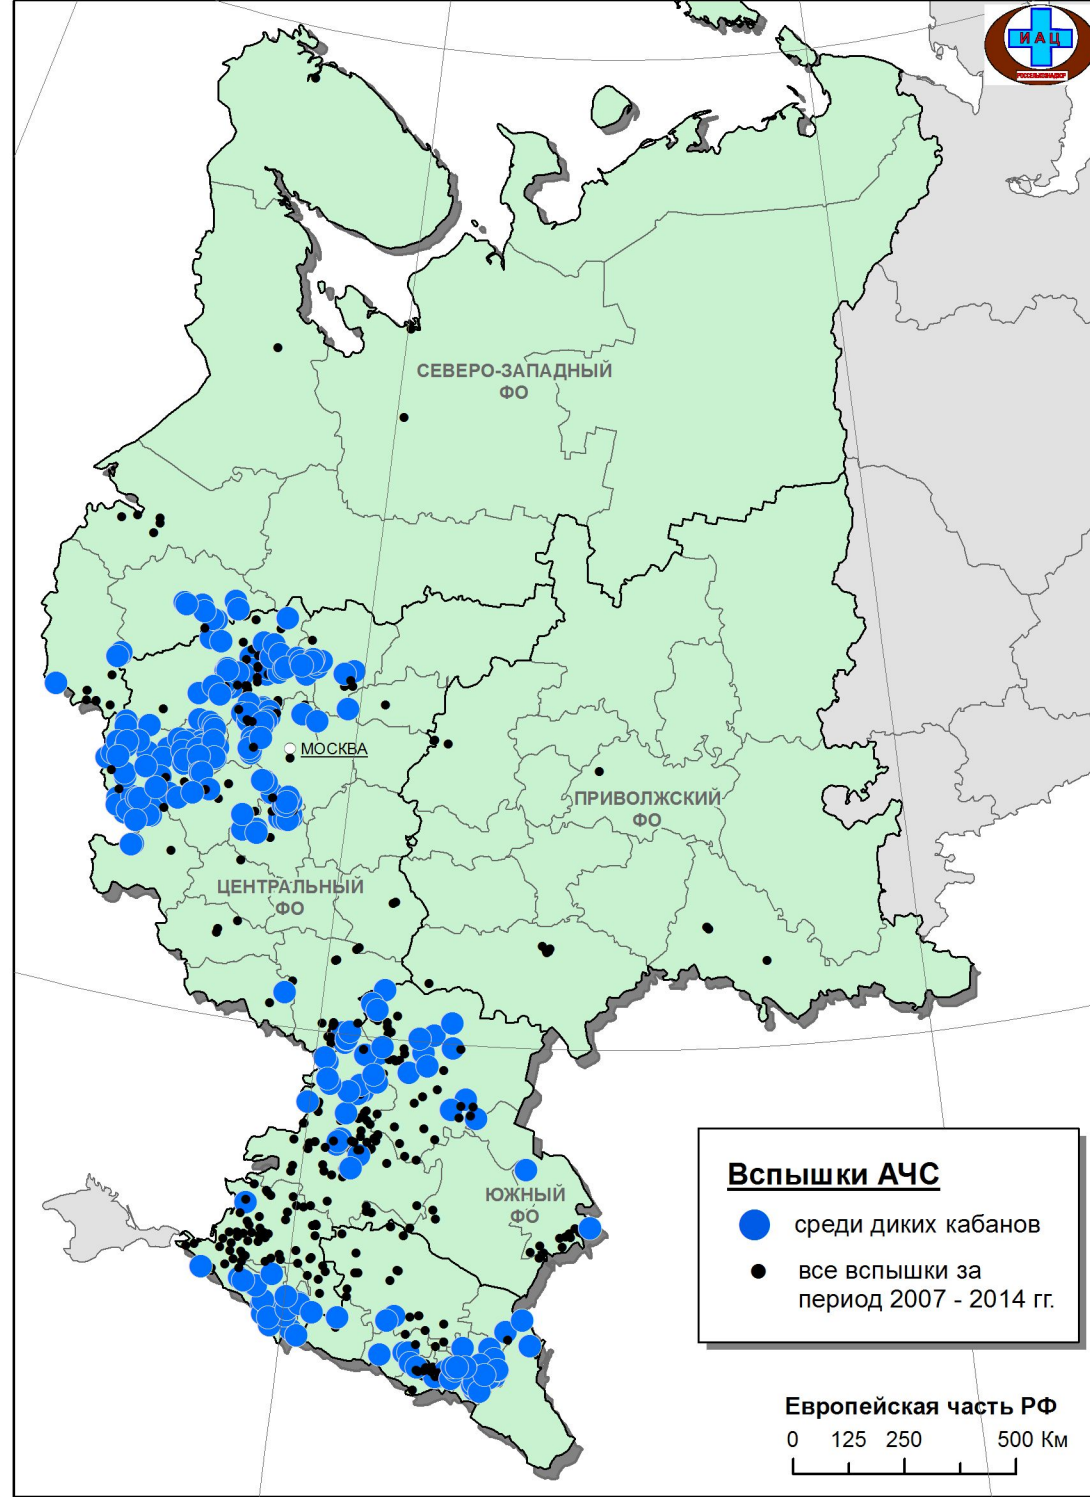 ИАЦ
РОССЕЛЬХОЗНАДЗОР
СЕВЕРО-ЗАПАДНЫЙ
ФО
МОСКВА
ПРИВОЛЖСКИЙ
ФО
ЦЕНТРАЛЬНЫЙ
ФО
ЮЖНЫЙ
ФО
Вспышки АЧС
среди диких кабанов
все вспышки за
период 2007 - 2014 гг.
Европейская часть РФ
0 125 250 500 Км